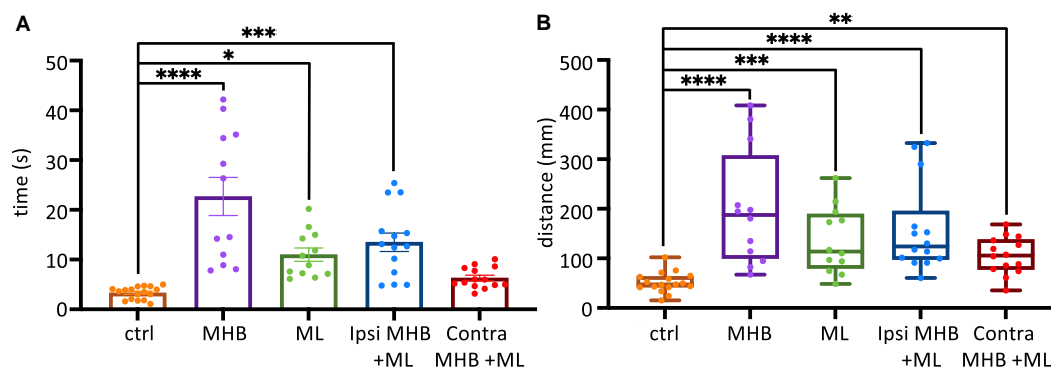 A
***
*
****
time (s)
50
40
30
20
10
0
ctrl
MHB
ML
Ipsi MHB
+ML
Contra
MHB +ML
B
**
****
***
****
distance (mm)
500
400
300
200
100
0
ctrl
MHB
ML
Ipsi MHB
+ML
Contra
MHB +ML